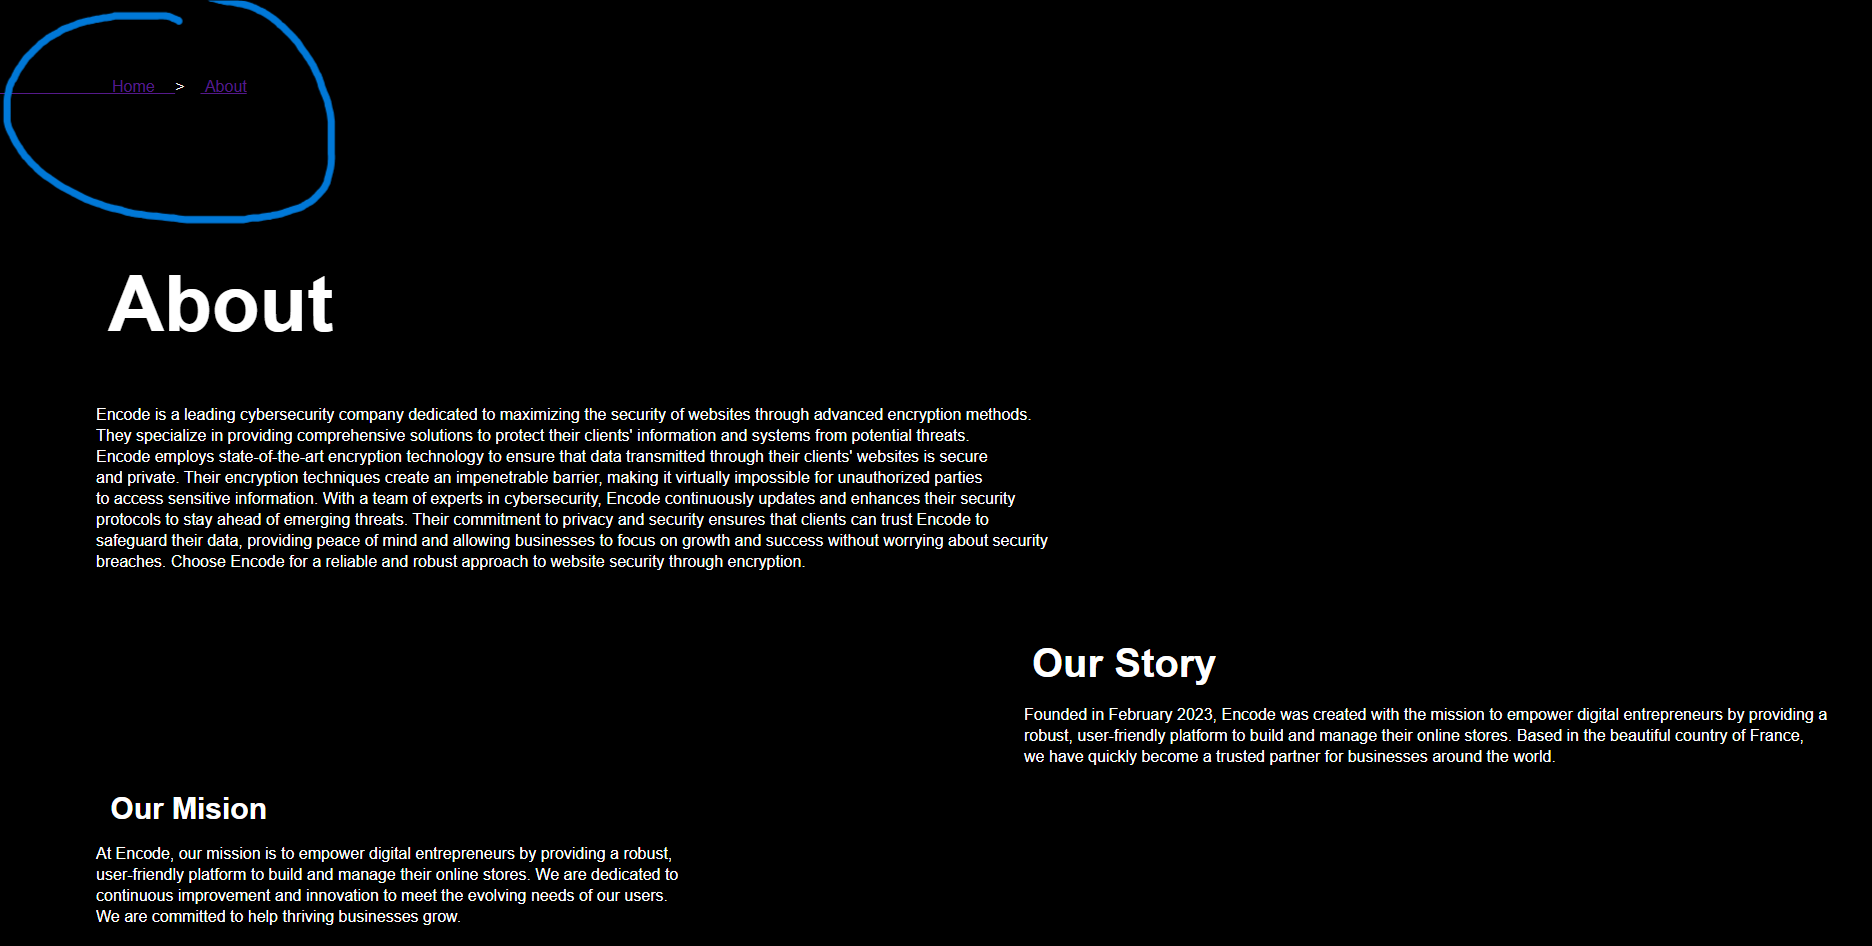 Home > About
About
Encode is a leading cybersecurity company dedicated to maximizing the security of websites through advanced encryption methods.
They specialize in providing comprehensive solutions to protect their clients' information and systems from potential threats.
Encode employs state-of-the-art encryption technology to ensure that data transmitted through their clients' websites is secure
and private. Their encryption techniques create an impenetrable barrier, making it virtually impossible for unauthorized parties
to access sensitive information. With a team of experts in cybersecurity, Encode continuously updates and enhances their security
protocols to stay ahead of emerging threats. Their commitment to privacy and security ensures that clients can trust Encode to
safeguard their data, providing peace of mind and allowing businesses to focus on growth and success without worrying about security
breaches. Choose Encode for a reliable and robust approach to website security through encryption.
Our Story
Founded in February 2023, Encode was created with the mission to empower digital entrepreneurs by providing a
robust, user-friendly platform to build and manage their online stores. Based in the beautiful country of France,
we have quickly become a trusted partner for businesses around the world.
Our Mision
At Encode, our mission is to empower digital entrepreneurs by providing a robust,
user-friendly platform to build and manage their online stores. We are dedicated to
continuous improvement and innovation to meet the evolving needs of our users.
We are committed to help thriving businesses grow.